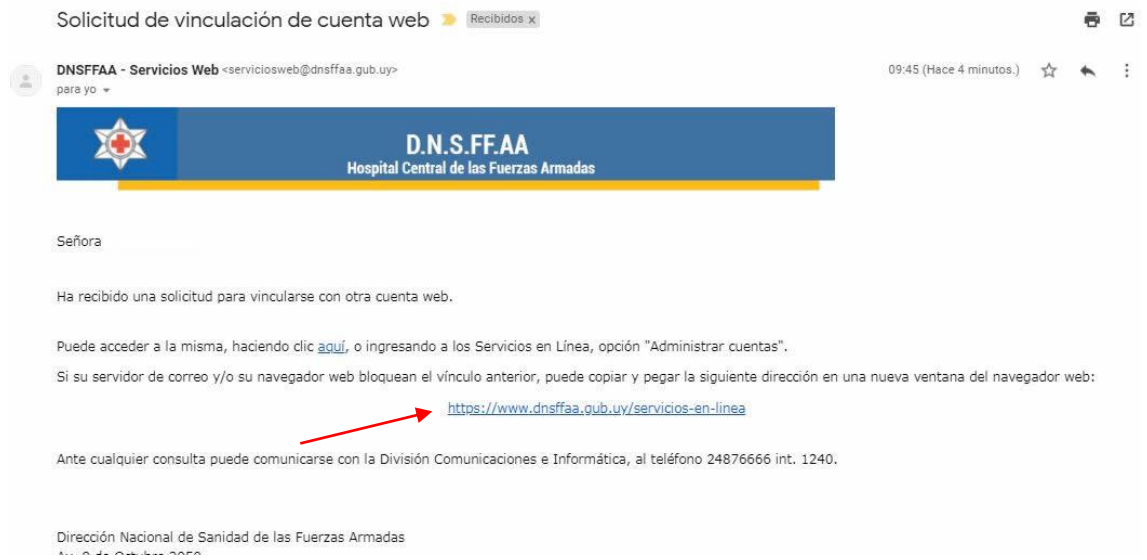 Solicitud de vinculación de cuenta web Recibidos x
DNSFFAA - Servicios Web <serviciosweb@dnsffaa.gub.uy> 09:45 (Hace 4 minutos.)
para yo
D.N.S.FF.AA
Hospital Central de las Fuerzas Armadas
Señora
Ha recibido una solicitud para vincularse con otra cuenta web.
Puede acceder a la misma, haciendo clic aquí, o ingresando a los Servicios en Línea, opción "Administrar cuentas".
Si su servidor de correo y/o su navegador web bloquean el vínculo anterior, puede copiar y pegar la siguiente dirección en una nueva ventana del navegador web:
https://www.dnsffaa.gub.uy/servicios-en-linea
Ante cualquier consulta puede comunicarse con la División Comunicaciones e Informática, al teléfono 24876666 int. 1240.
Dirección Nacional de Sanidad de las Fuerzas Armadas